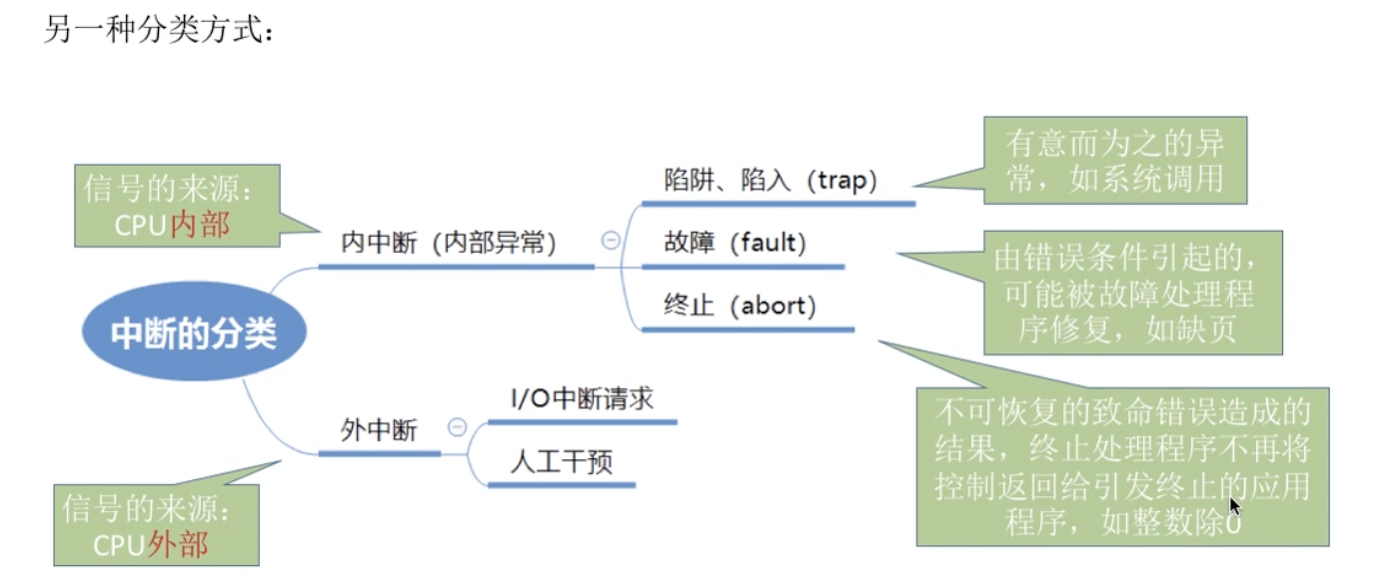 另一种分类方式：
信号的来源：
CPU内部
内中断（内部异常）
陷阱、陷入（trap）
有意而为之的异
常，如系统调用
故障（fault）
由错误条件引起的，
可能被故障处理程
序修复，如缺页
终止（abort）
不可恢复的致命错误造成的
结果，终止处理程序不再将
控制返回给引发终止的应用
程序，如整数除0
中断的分类
外中断
I/O中断请求
人工干预
信号的来源：
CPU外部